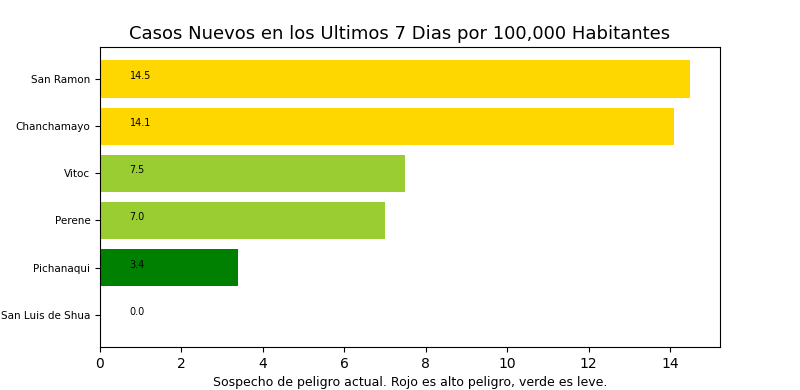 Casos Nuevos en los Ultimos 7 Dias por 100,000 Habitantes
San Ramon 14.5
Chanchamayo 14.1
Vitoc 7.5
Perene 7.0
Pichanaqui 3.4
San Luis de Shua 0.0
0 2 4 6 8 10 12 14
Sospecho de peligro actual. Rojo es alto peligro, verde es leve.